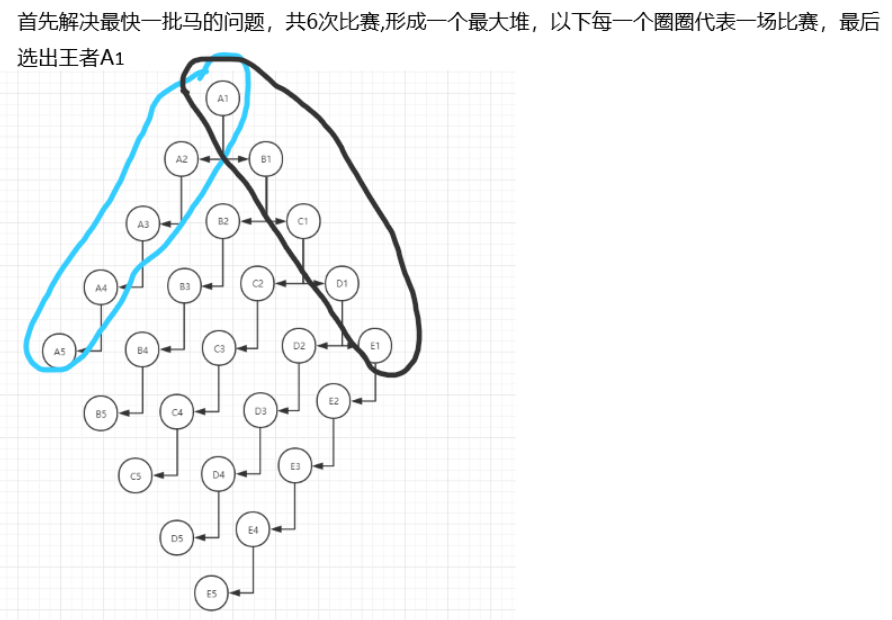 首先解决最快一批马的问题，共6次比赛,形成一个最大堆，以下每一个圈圈代表一场比赛，最后
选出王者A1
A1
A2 B1
A3 B2 C1
A4 B3 C2 D1
A5 B4 C3 D2 E1
B5 C4 D3 E2
C5 D4 E3
D5 E4
E5